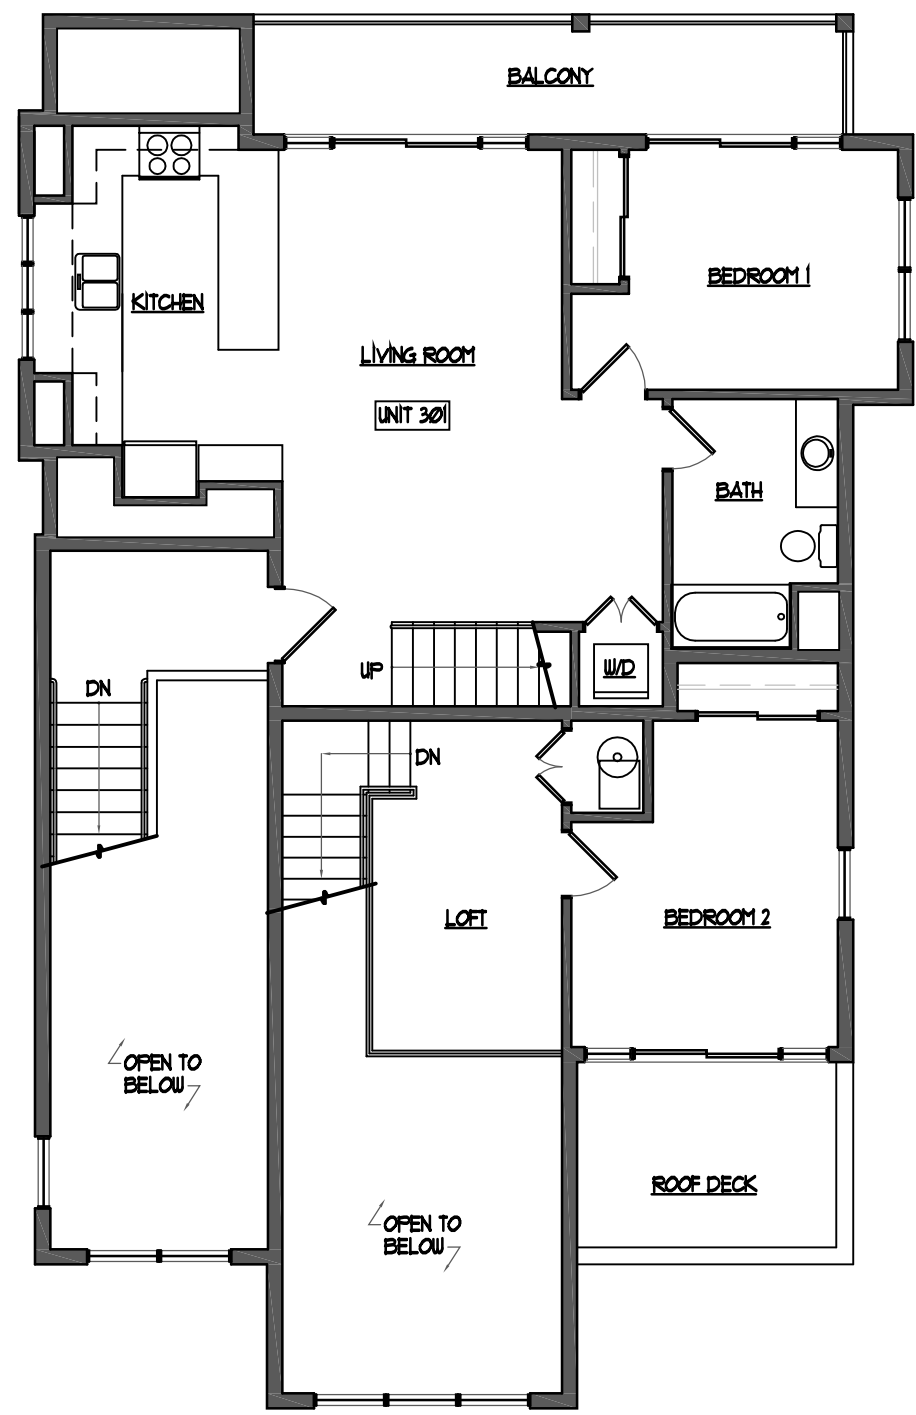 BALCONY
BEDROOM 1
KITCHEN
LIVING ROOM
UNIT 301
BATH
UP
W/D
DN
DN
LOFT
BEDROOM 2
OPEN TO
BELOW
ROOF DECK
OPEN TO
BELOW